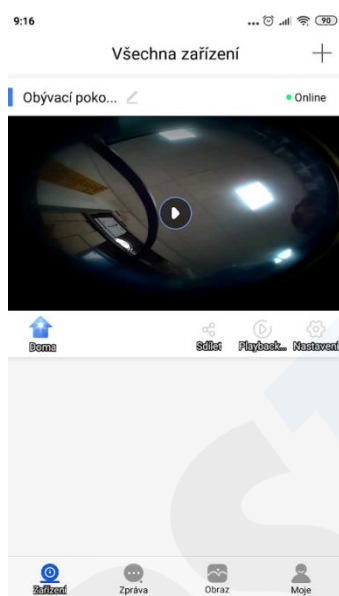 9:16
90
Všechna zařízení
Obývací poko...
Online
Doma
Sdílet
Playback...
Nastavení
Zařízení
Zpráva
Obraz
Moje